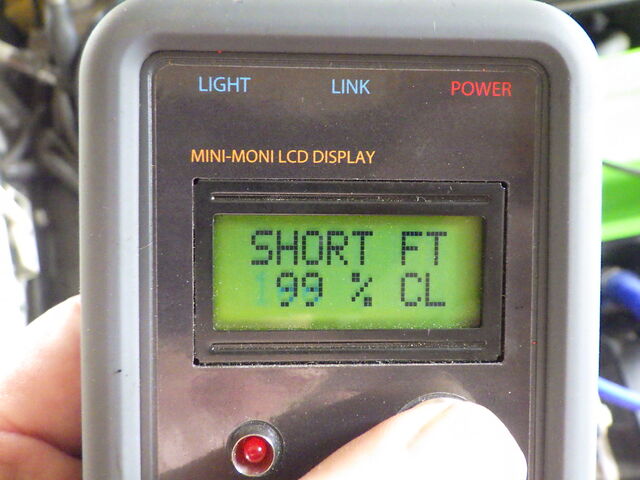 LIGHT LINK POWER
MINI-MONI LCD DISPLAY
SHORT FT
99 % CL